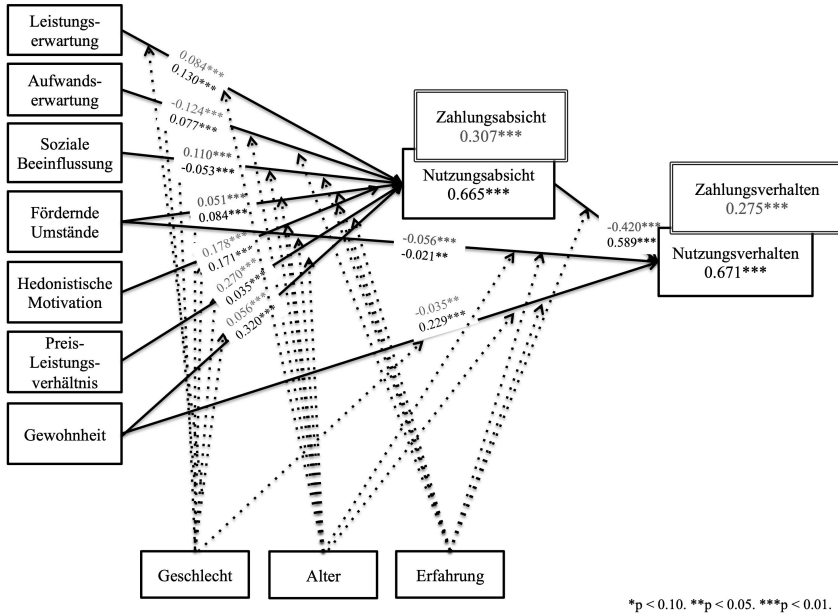 Leistungs-
erwartung
Aufwands-
erwartung
Soziale
Beeinflussung
Fördernde
Umstände
Hedonistische
Motivation
Preis-
Leistungs-
verhältnis
Gewohnheit
0.084***
0.130***
-0.124***
0.077***
0.110***
-0.053***
0.051***
0.084***
0.178***
0.171***
0.270***
0.035***
0.056***
0.320***
Zahlungsabsicht
0.307***
Nutzungsabsicht
0.665***
-0.056***
-0.021**
-0.035**
0.229***
-0.420***
0.589***
Zahlungsverhalten
0.275***
Nutzungsverhalten
0.671***
Geschlecht
Alter
Erfahrung
*p < 0.10. **p < 0.05. ***p < 0.01.